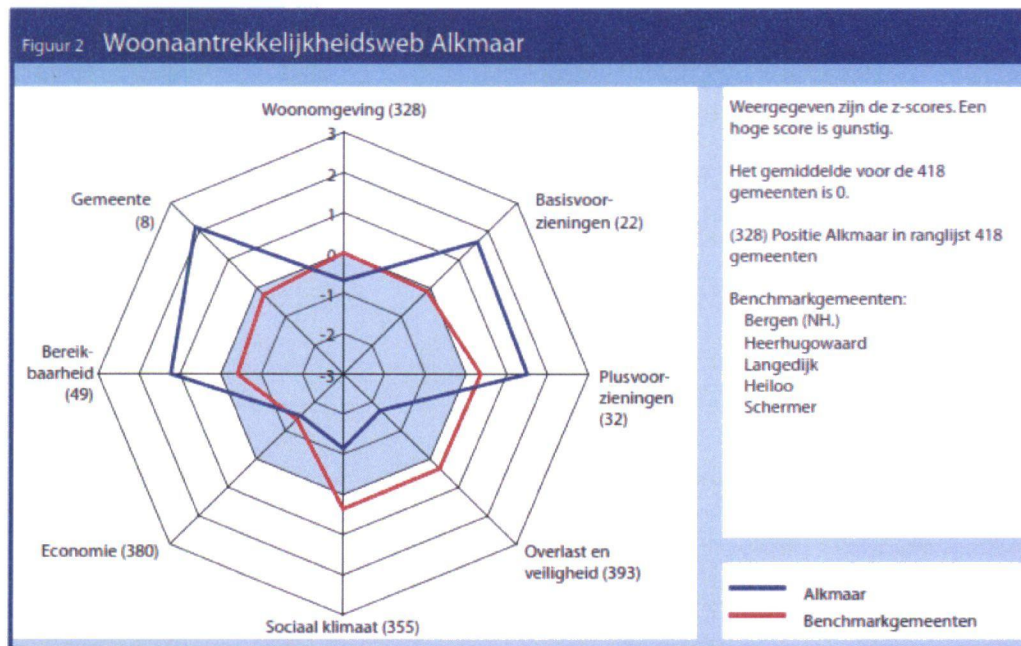 Figuur 2 Woonaantrekkelijkheidsweb Alkmaar
Woonomgeving (328)
3
2
1
0
-1
-2
-3
Basisvoor-
zieningen (22)
Plusvoor-
zieningen
(32)
Overlast en
veiligheid (393)
Sociaal klimaat (355)
Economie (380)
Bereik-
baarheid
(49)
Gemeente
(8)
Weergegeven zijn de z-scores. Een
hoge score is gunstig.
Het gemiddelde voor de 418
gemeenten is 0.
(328) Positie Alkmaar in ranglijst 418
gemeenten
Benchmarkgemeenten:
Bergen (NH.)
Heerhugowaard
Langedijk
Heiloo
Schermer
Alkmaar
Benchmarkgemeenten